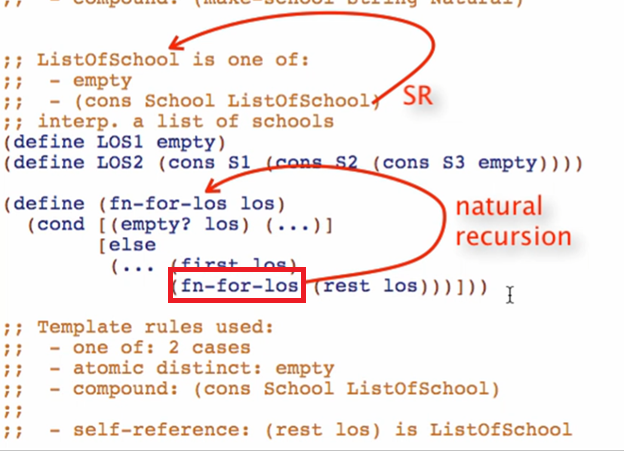 ;;  - compound: (make-school String Natural)
;; ListOfSchool is one of:
;;  - empty
;;  - (cons School ListOfSchool)
SR
;; interp. a list of schools
(define LOS1 empty)
(define LOS2 (cons S1 (cons S2 (cons S3 empty))))
(define (fn-for-los los)
(cond [(empty? los) (...)]
[else
(... (first los)
(fn-for-los (rest los)))]))
natural
recursion
;; Template rules used:
;;  - one of: 2 cases
;;  - atomic distinct: empty
;;  - compound: (cons School ListOfSchool)
;;
;;  - self-reference: (rest los) is ListOfSchool